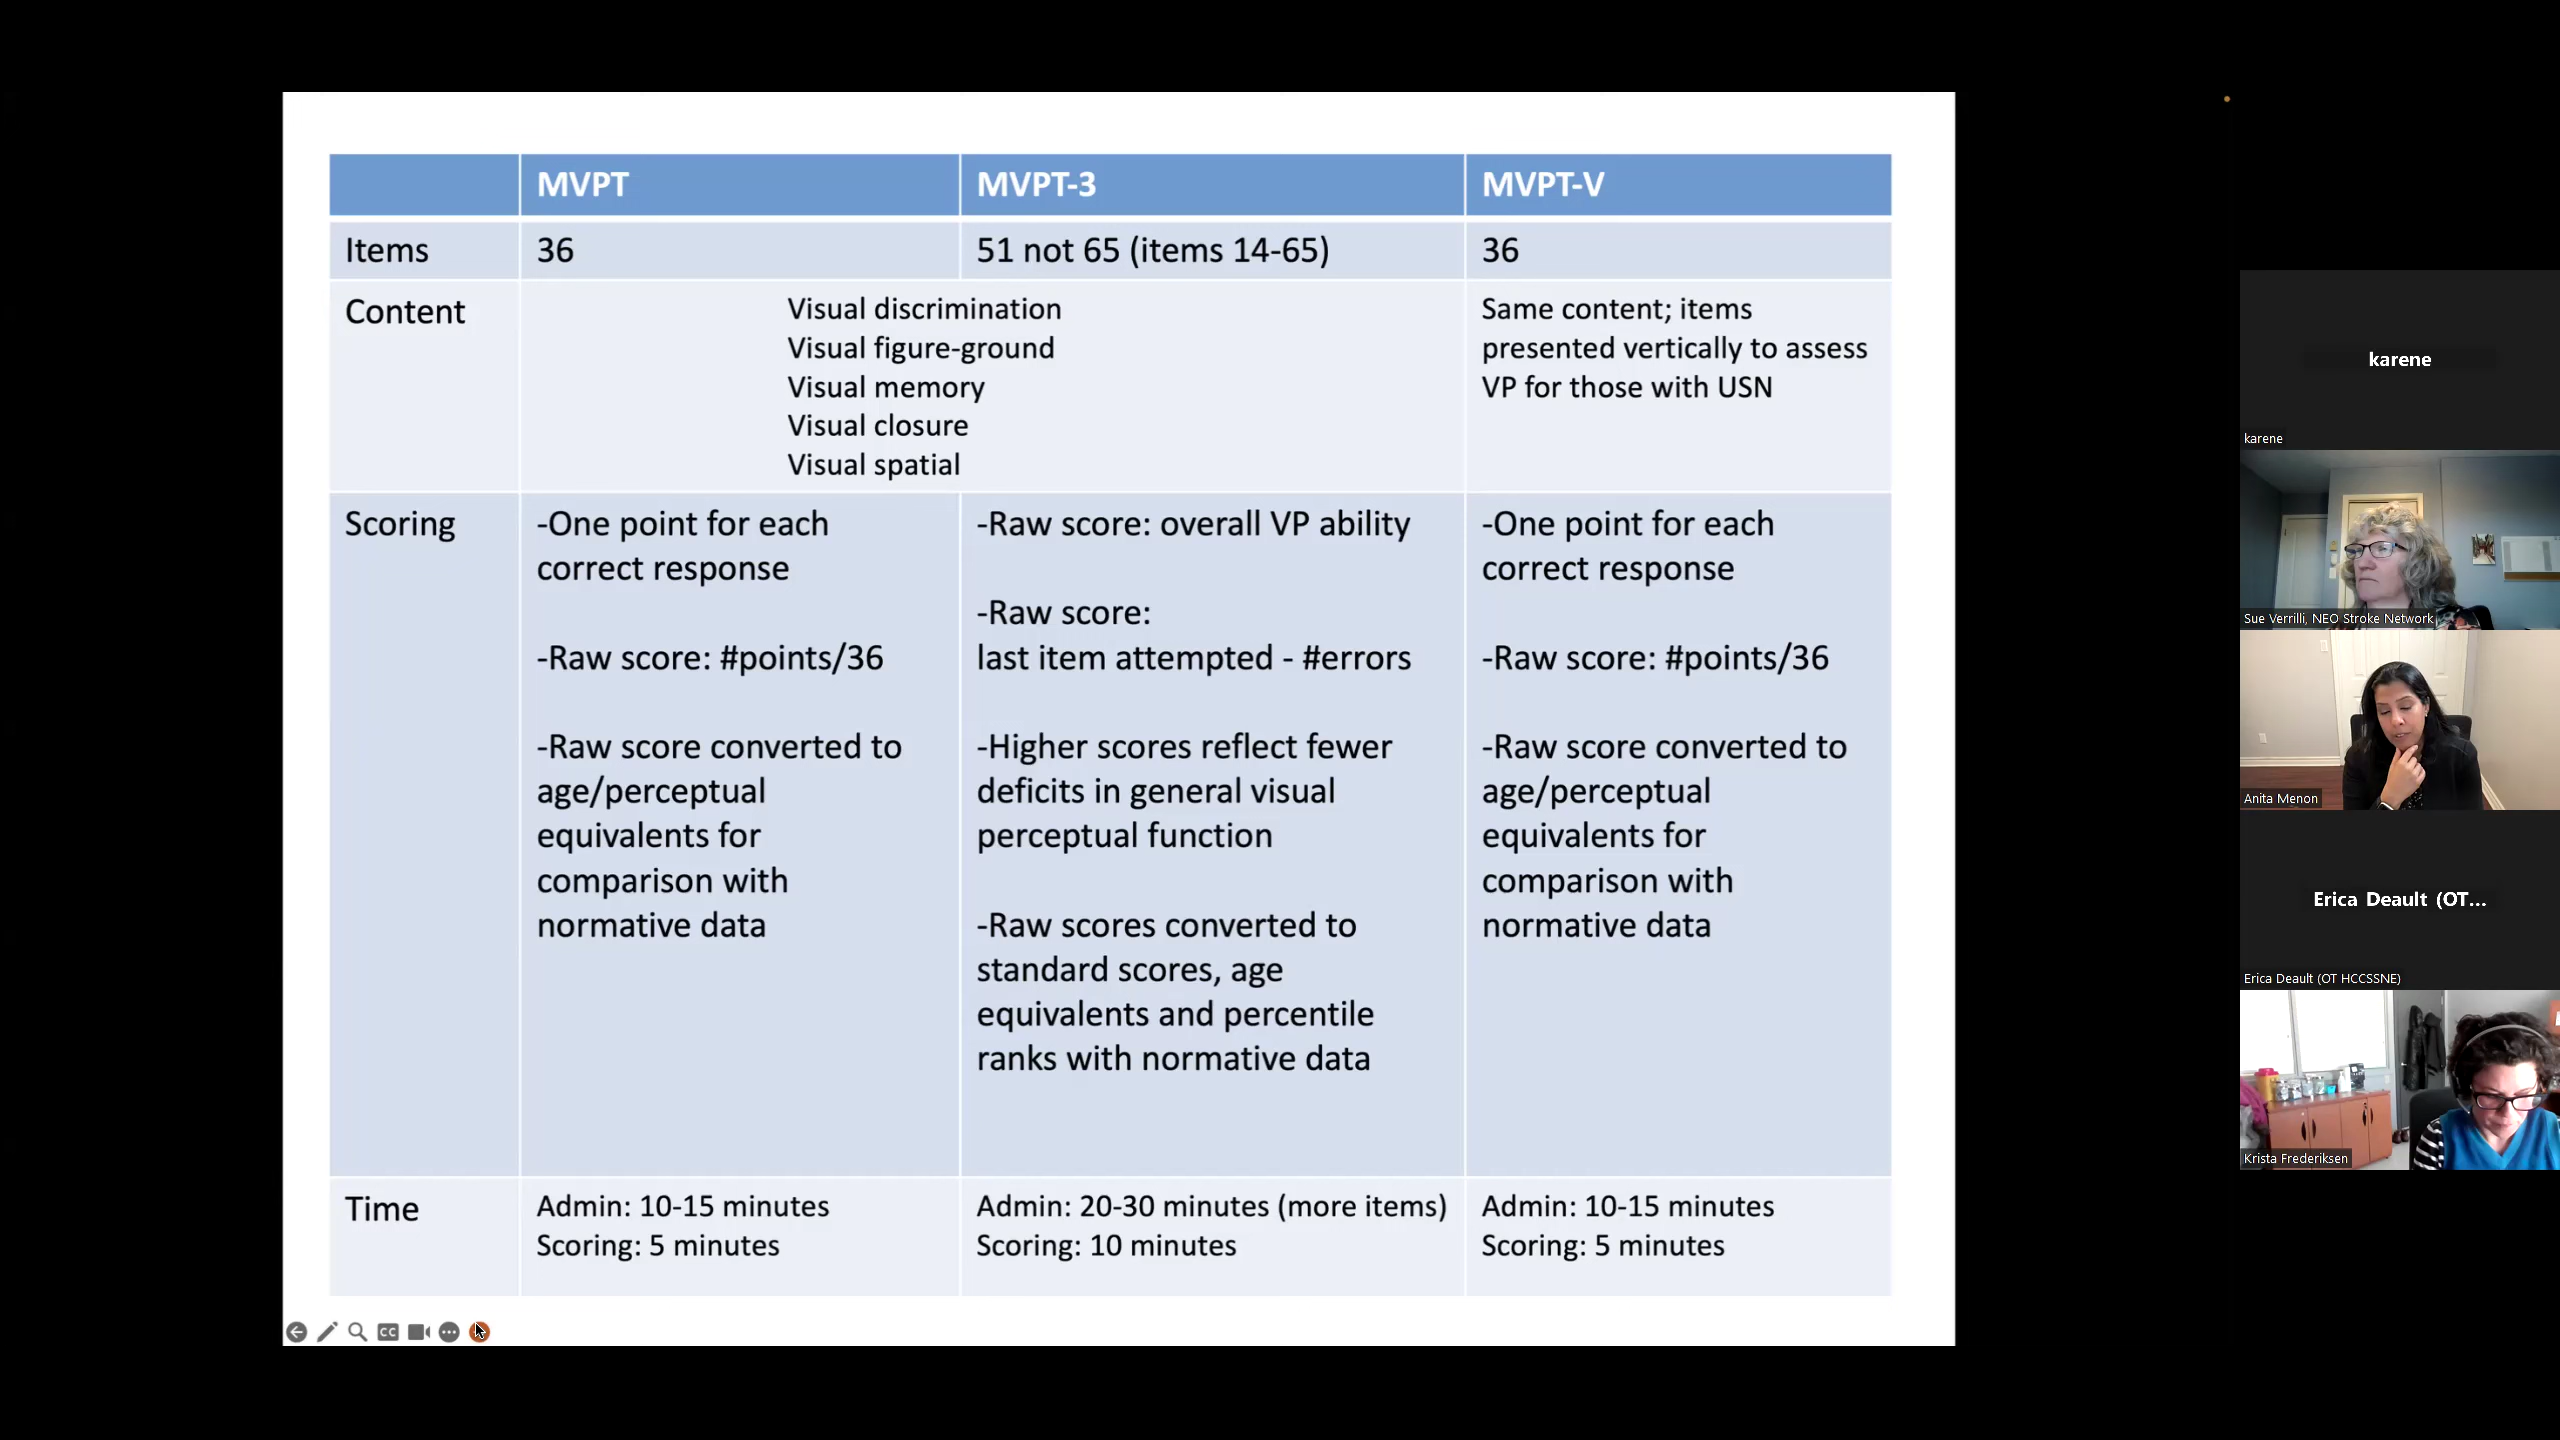 MVPT
MVPT-3
MVPT-V
Items
36
51 not 65 (items 14-65)
36
Content
Visual discrimination
Visual figure-ground
Visual memory
Visual closure
Visual spatial
Same content; items
presented vertically to assess
VP for those with USN
Scoring
-One point for each
correct response
-Raw score: #points/36
-Raw score converted to
age/perceptual
equivalents for
comparison with
normative data
-Raw score: overall VP ability
-Raw score:
last item attempted - #errors
-Higher scores reflect fewer
deficits in general visual
perceptual function
-Raw scores converted to
standard scores, age
equivalents and percentile
ranks with normative data
-One point for each
correct response
-Raw score: #points/36
-Raw score converted to
age/perceptual
equivalents for
comparison with
normative data
Time
Admin: 10-15 minutes
Scoring: 5 minutes
Admin: 20-30 minutes (more items)
Scoring: 10 minutes
Admin: 10-15 minutes
Scoring: 5 minutes
CC
karene
karene
Sue Verrilli, NEO Stroke Network
Anita Menon
Erica Deault (OT...
Erica Deault (OT HCCSSNE)
Krista Frederiksen